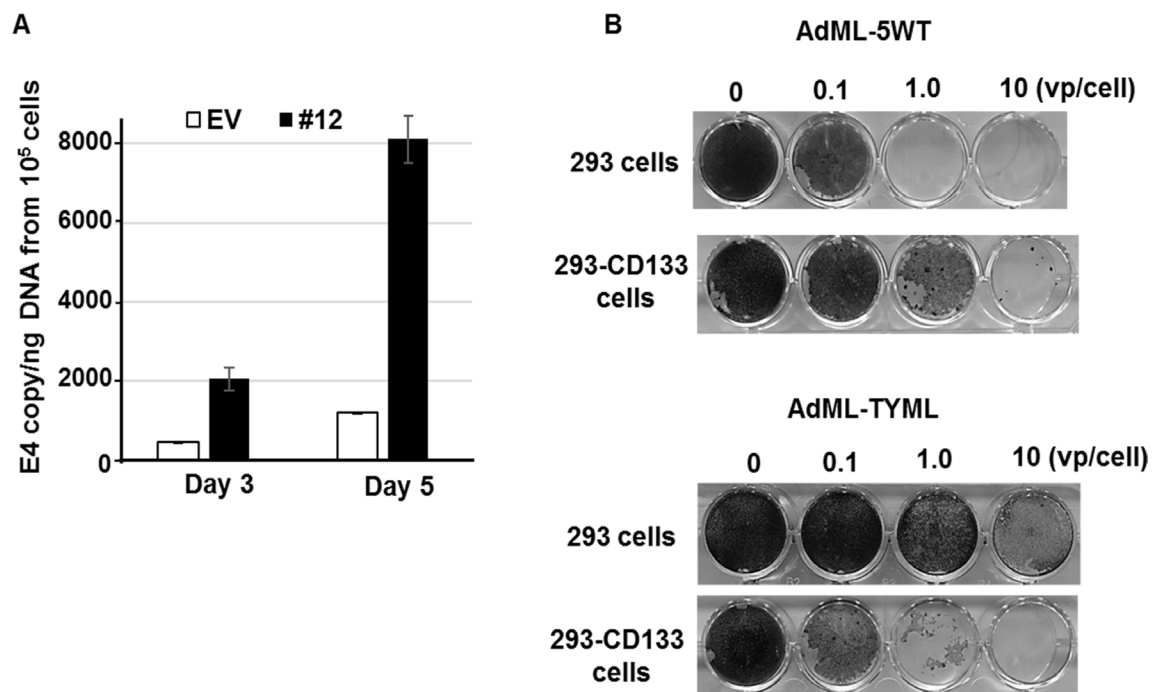 A
E4 copy/ng DNA from 10⁵ cells
EV #12
8000
6000
4000
2000
0
Day 3 Day 5
B
AdML-5WT
0 0.1 1.0 10 (vp/cell)
293 cells
293-CD133
cells
AdML-TYML
0 0.1 1.0 10 (vp/cell)
293 cells
293-CD133
cells